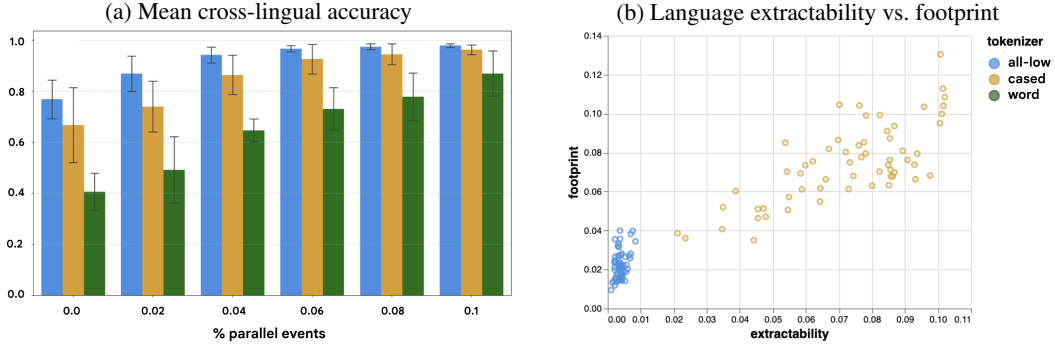 (a) Mean cross-lingual accuracy
1.0
0.8
0.6
0.4
0.2
0.0
0.0 0.02 0.04 0.06 0.08 0.1
% parallel events
(b) Language extractability vs. footprint
0.14
0.12
0.10
0.08
0.06
0.04
0.02
0.00
footprint
0.00 0.01 0.02 0.03 0.04 0.05 0.06 0.07 0.08 0.09 0.10 0.11
extractability
tokenizer
all-low
cased
word